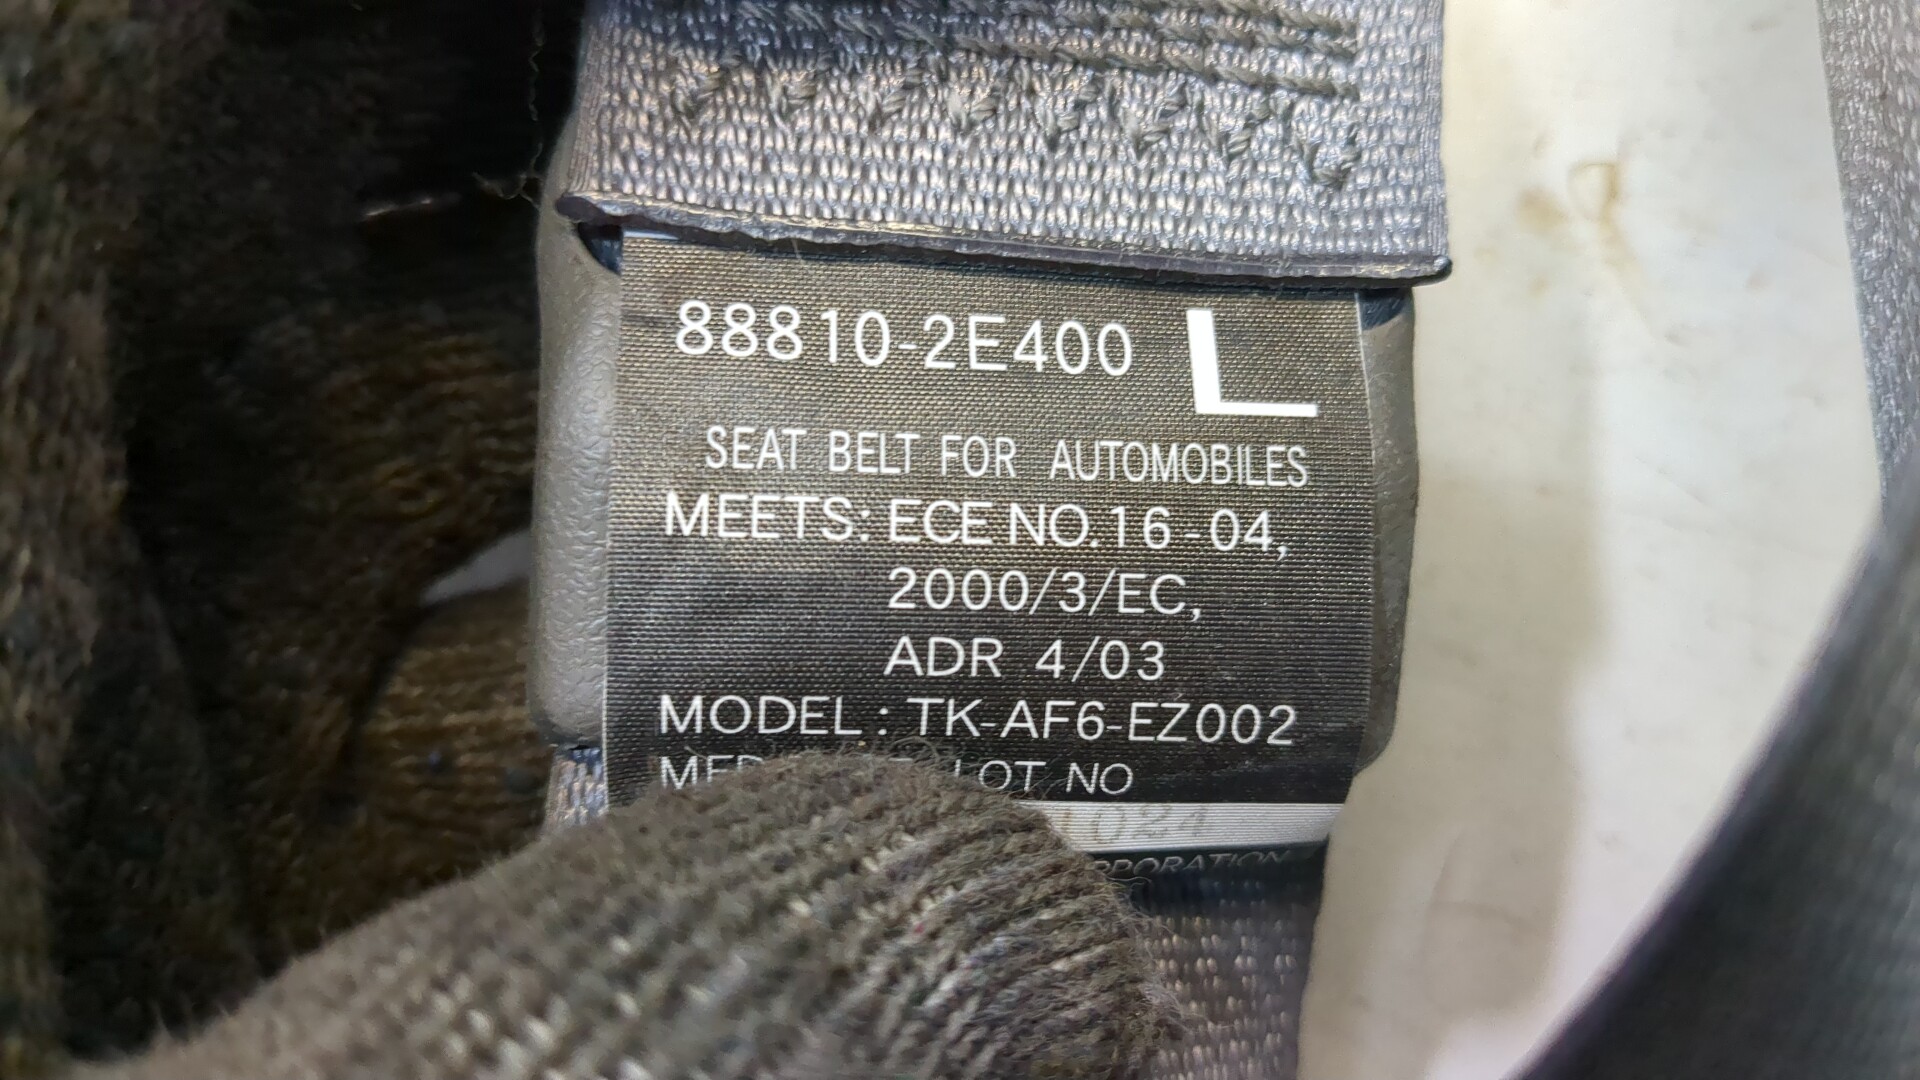 88810-2E400 L
SEAT BELT FOR AUTOMOBILES
MEETS: ECE NO.16-04,
2000/3/EC,
ADR 4/03
MODEL: TK-AF6-EZ002
LOT NO